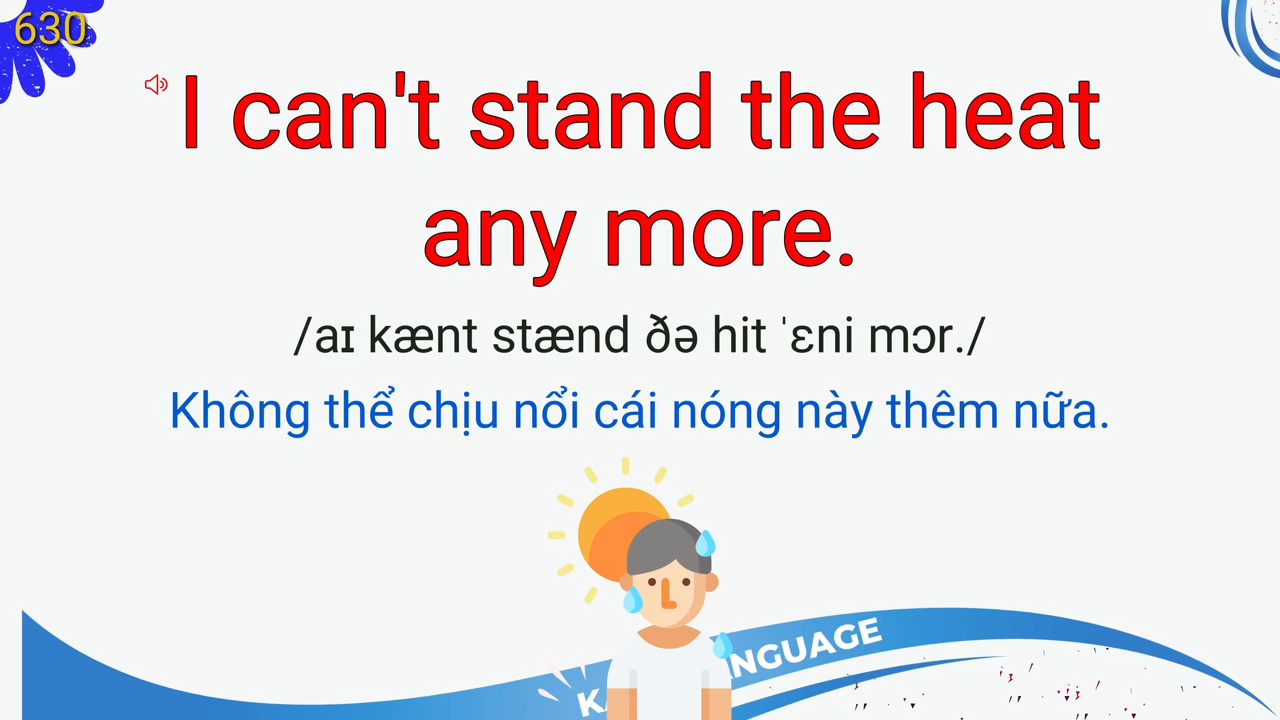 630
I can't stand the heat
any more.
/aɪ kænt stænd ðə hit ˈɛni mɔr./
Không thể chịu nổi cái nóng này thêm nữa.